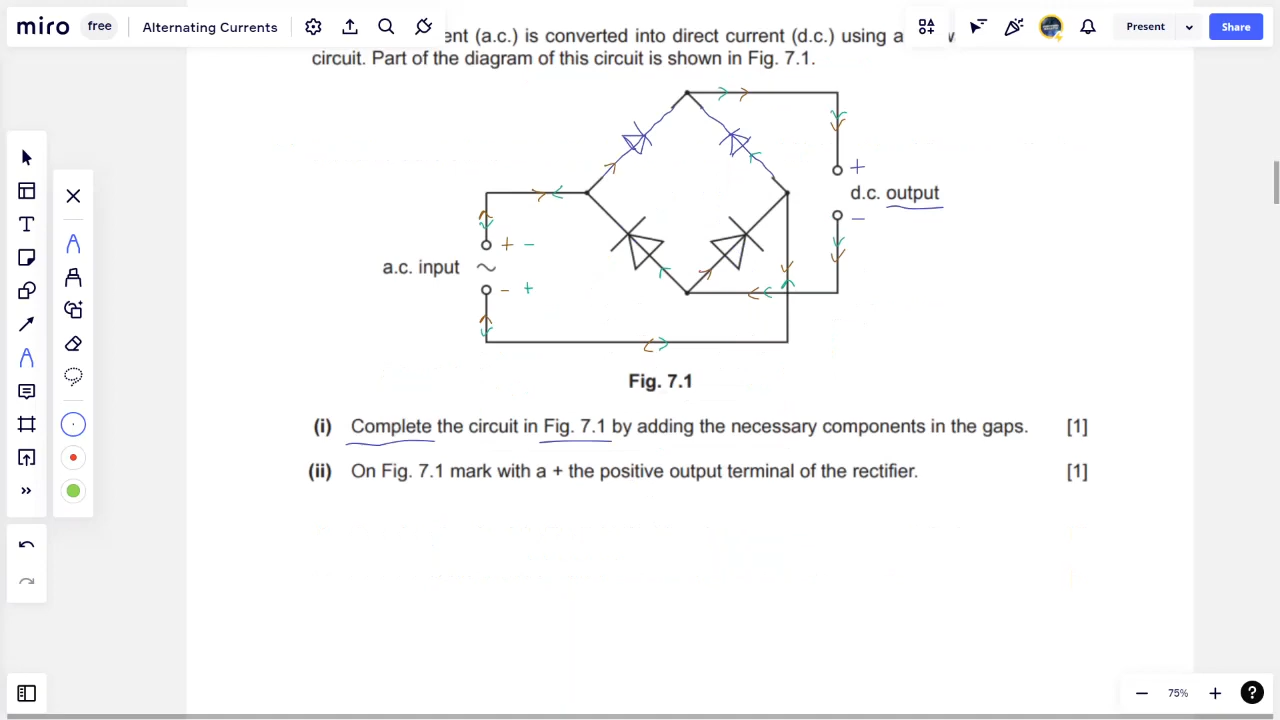 miro free Alternating Currents Present Share
ent (a.c.) is converted into direct current (d.c.) using a
circuit. Part of the diagram of this circuit is shown in Fig. 7.1.
+
d.c. output
−
a.c. input
+ −
~
− +
Fig. 7.1
(i) Complete the circuit in Fig. 7.1 by adding the necessary components in the gaps. [1]
(ii) On Fig. 7.1 mark with a + the positive output terminal of the rectifier. [1]
− 75% + ?